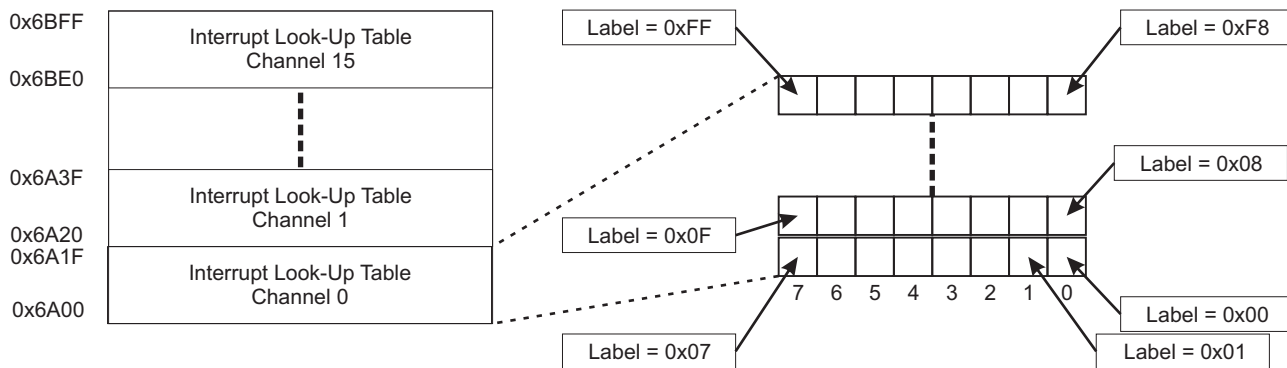 0x6BFF
Interrupt Look-Up Table
Channel 15
0x6BE0
0x6A3F
Interrupt Look-Up Table
Channel 1
0x6A20
0x6A1F
Interrupt Look-Up Table
Channel 0
0x6A00
Label = 0xFF
Label = 0xF8
Label = 0x08
Label = 0x0F
7 6 5 4 3 2 1 0
Label = 0x00
Label = 0x07
Label = 0x01